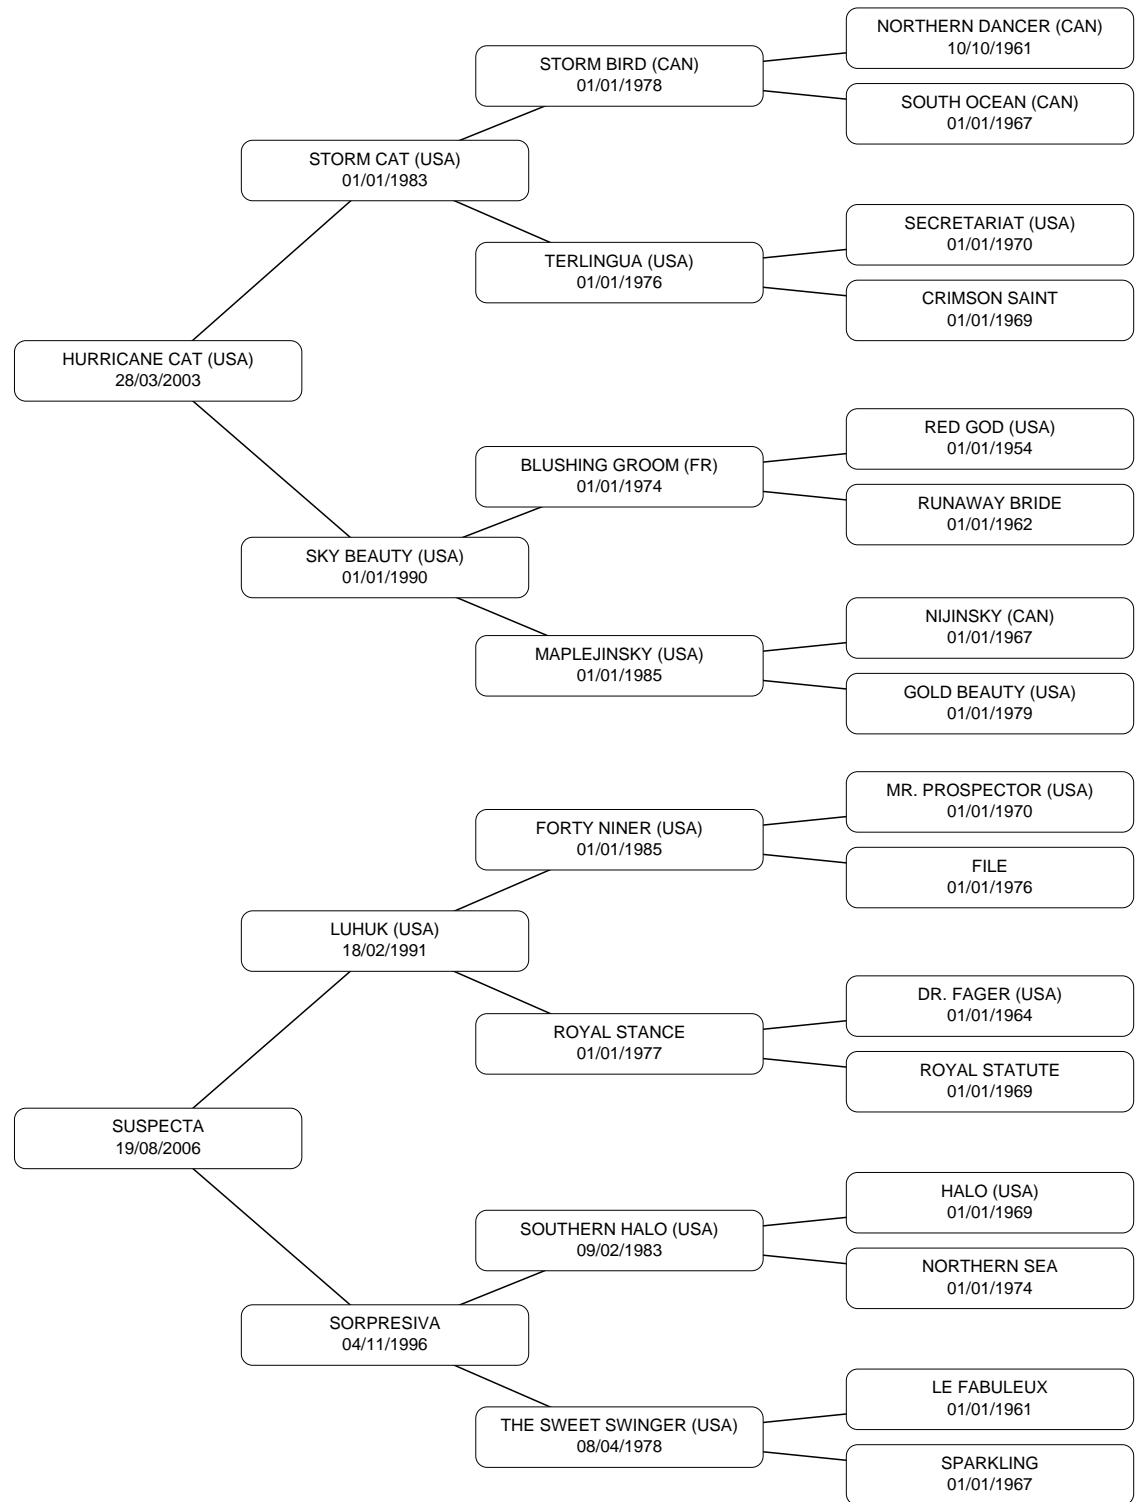 NORTHERN DANCER (CAN)
10/10/1961
STORM BIRD (CAN)
01/01/1978
SOUTH OCEAN (CAN)
01/01/1967
STORM CAT (USA)
01/01/1983
SECRETARIAT (USA)
01/01/1970
TERLINGUA (USA)
01/01/1976
CRIMSON SAINT
01/01/1969
HURRICANE CAT (USA)
28/03/2003
RED GOD (USA)
01/01/1954
BLUSHING GROOM (FR)
01/01/1974
RUNAWAY BRIDE
01/01/1962
SKY BEAUTY (USA)
01/01/1990
NIJINSKY (CAN)
01/01/1967
MAPLEJINSKY (USA)
01/01/1985
GOLD BEAUTY (USA)
01/01/1979
MR. PROSPECTOR (USA)
01/01/1970
FORTY NINER (USA)
01/01/1985
FILE
01/01/1976
LUHUK (USA)
18/02/1991
DR. FAGER (USA)
01/01/1964
ROYAL STANCE
01/01/1977
ROYAL STATUTE
01/01/1969
SUSPECTA
19/08/2006
HALO (USA)
01/01/1969
SOUTHERN HALO (USA)
09/02/1983
NORTHERN SEA
01/01/1974
SORPRESIVA
04/11/1996
LE FABULEUX
01/01/1961
THE SWEET SWINGER (USA)
08/04/1978
SPARKLING
01/01/1967